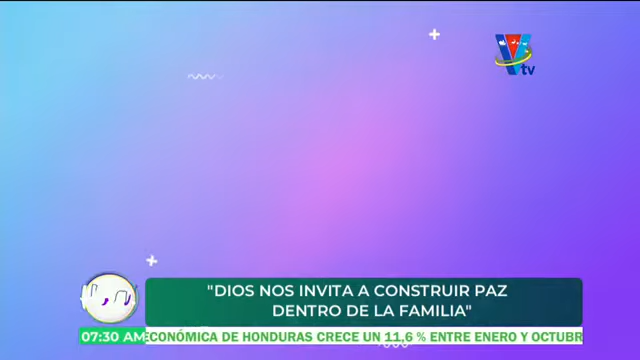 V
tv
"DIOS NOS INVITA A CONSTRUIR PAZ
DENTRO DE LA FAMILIA"
07:30 AM
ECONÓMICA DE HONDURAS CRECE UN 11,6 % ENTRE ENERO Y OCTUBR